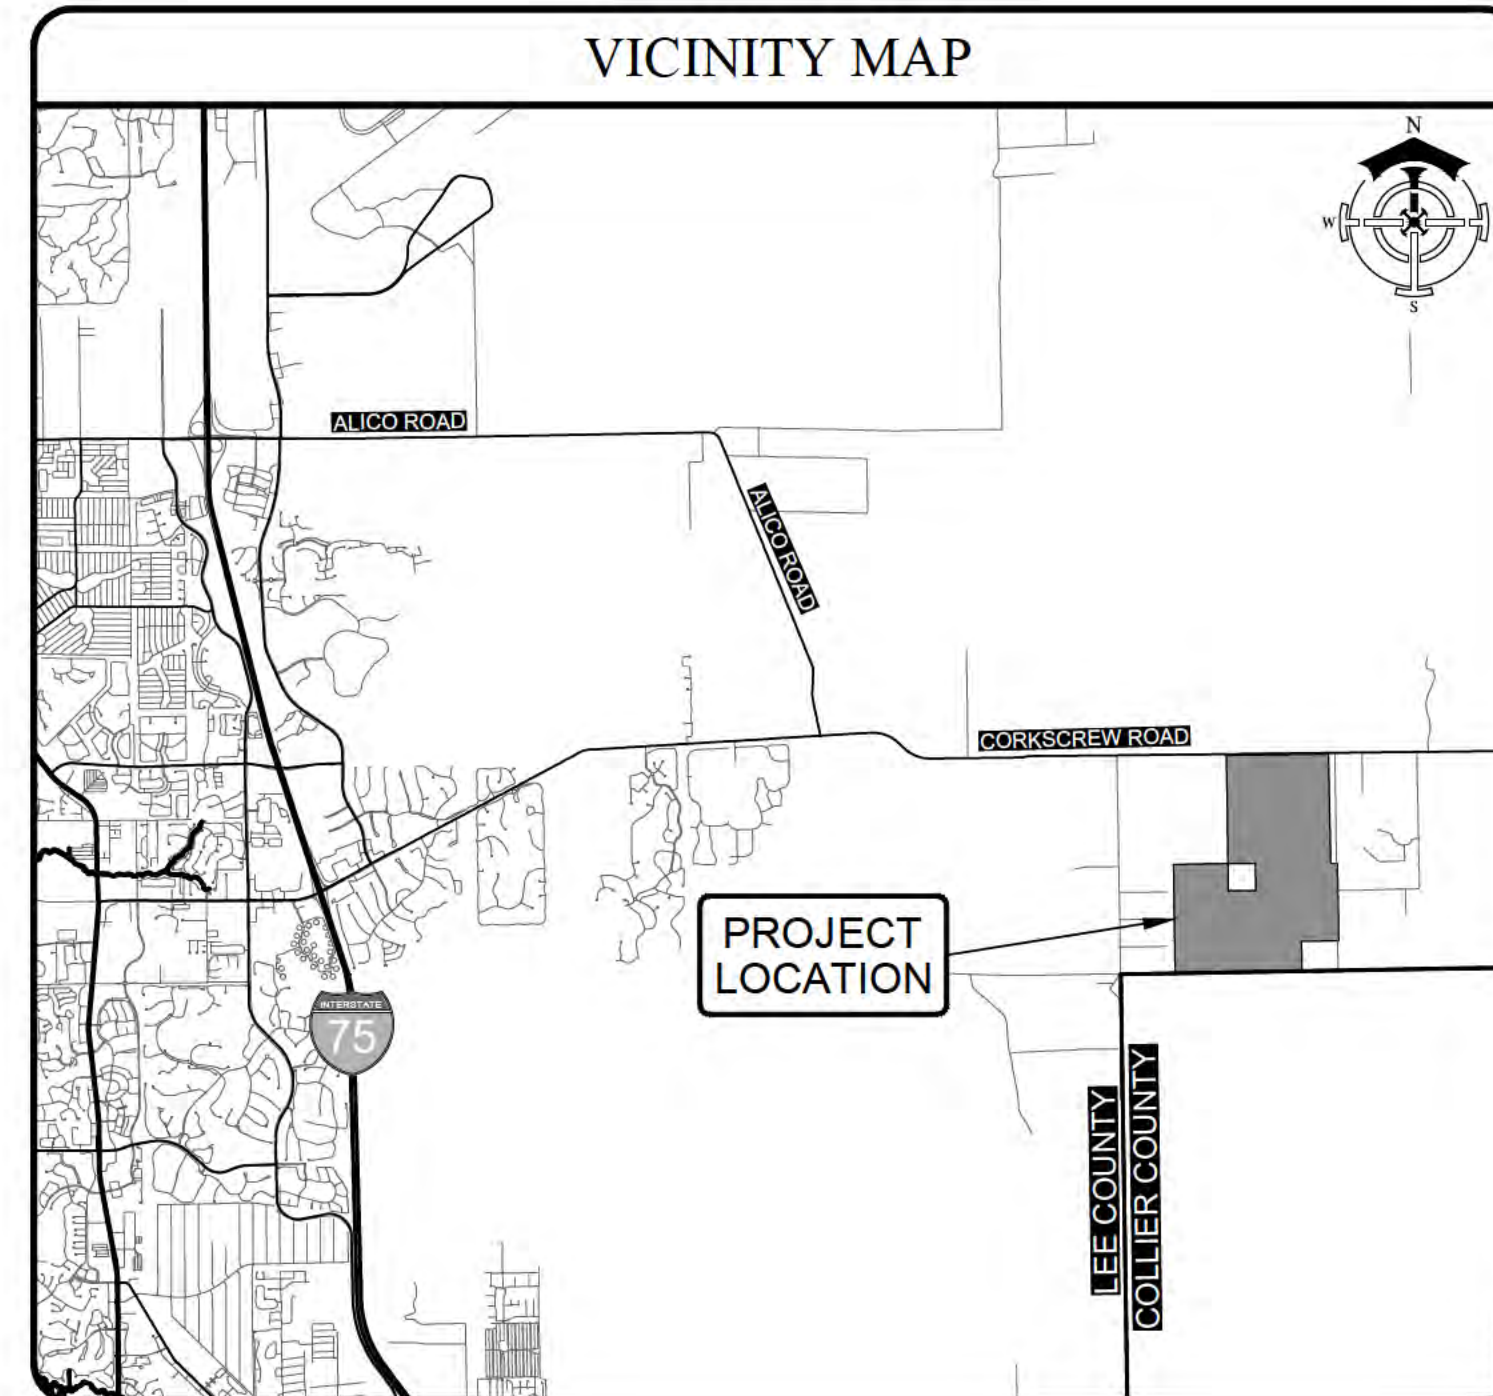 VICINITY MAP
N
W
S
ALICO ROAD
ALICO ROAD
CORKSCREW ROAD
PROJECT
LOCATION
INTERSTATE
75
LEE COUNTY
COLLIER COUNTY